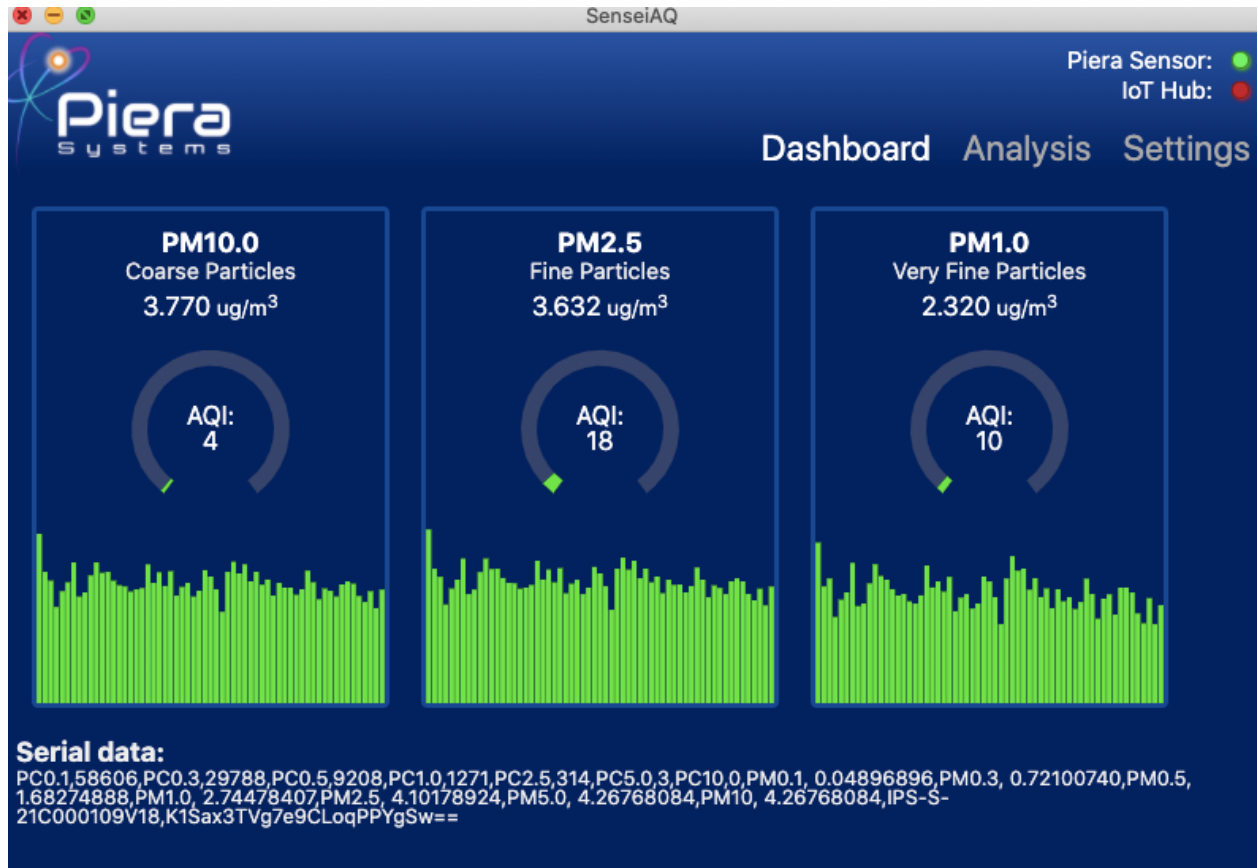 SenseiAQ
Piera
Systems
Piera Sensor:
IoT Hub:
Dashboard Analysis Settings
PM10.0
Coarse Particles
3.770 ug/m³
AQI:
4
PM2.5
Fine Particles
3.632 ug/m³
AQI:
18
PM1.0
Very Fine Particles
2.320 ug/m³
AQI:
10
Serial data:
PC0.1,58606,PC0.3,29788,PC0.5,9208,PC1.0,1271,PC2.5,314,PC5.0,3,PC10,0,PM0.1, 0.04896896,PM0.3, 0.72100740,PM0.5,
1.68274888,PM1.0, 2.74478407,PM2.5, 4.10178924,PM5.0, 4.26768084,PM10, 4.26768084,IPS-S-
21C000109V18,K1Sax3TVg7e9CLoqPPYgSw==